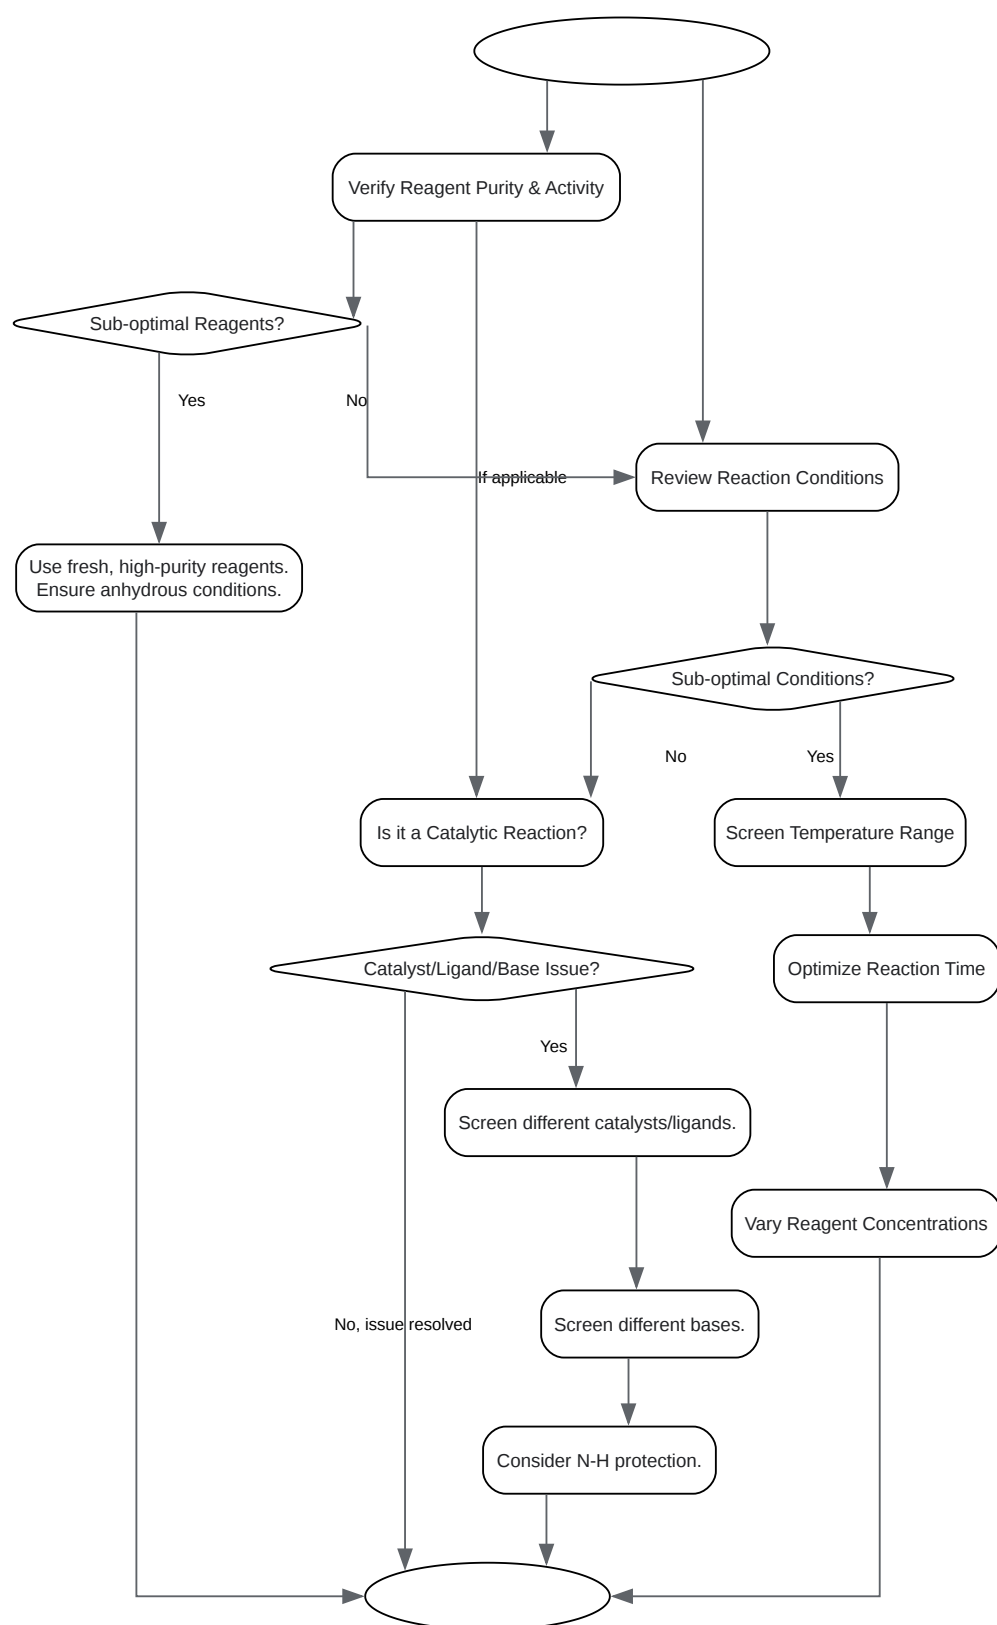 Verify Reagent Purity & Activity
Sub-optimal Reagents?
Yes
No
If applicable
Review Reaction Conditions
Use fresh, high-purity reagents.
Ensure anhydrous conditions.
Sub-optimal Conditions?
No
Yes
Is it a Catalytic Reaction?
Screen Temperature Range
Catalyst/Ligand/Base Issue?
Optimize Reaction Time
Yes
Screen different catalysts/ligands.
Vary Reagent Concentrations
No, issue resolved
Screen different bases.
Consider N-H protection.